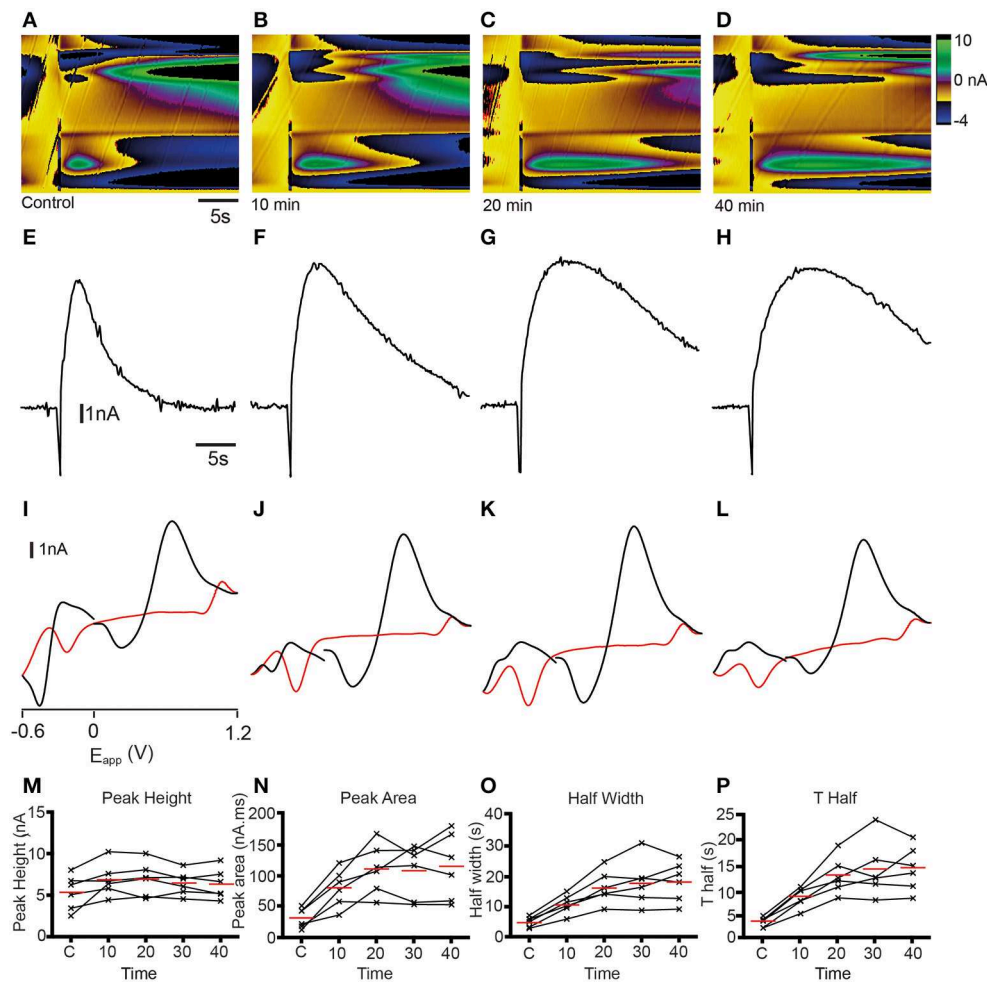 A B C D
10
0 nA
-4
Control
5s
10 min
20 min
40 min
E F G H
1nA
5s
I J K L
1nA
-0.6 0 1.2
Eapp (V)
M Peak Height
15
10
5
0
Peak Height (nA
C 10 20 30 40
Time
N Peak Area
200
150
100
50
0
Peak area (nA.ms)
C 10 20 30 40
Time
O Half Width
40
30
20
10
0
Half width (s)
C 10 20 30 40
Time
P T Half
25
20
15
10
5
0
T half (s)
C 10 20 30 40
Time